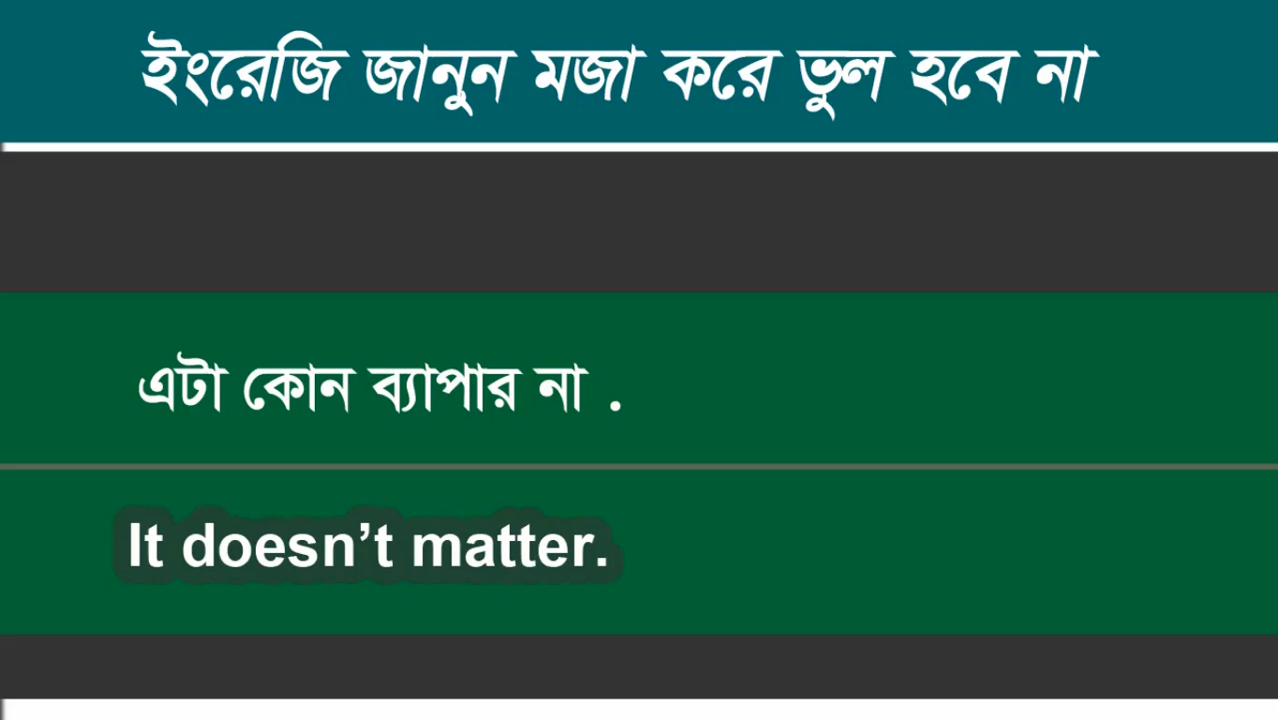 ইংরেজি জানুন মজা করে ভুল হবে না
এটা কোন ব্যাপার না .
It doesn’t matter.